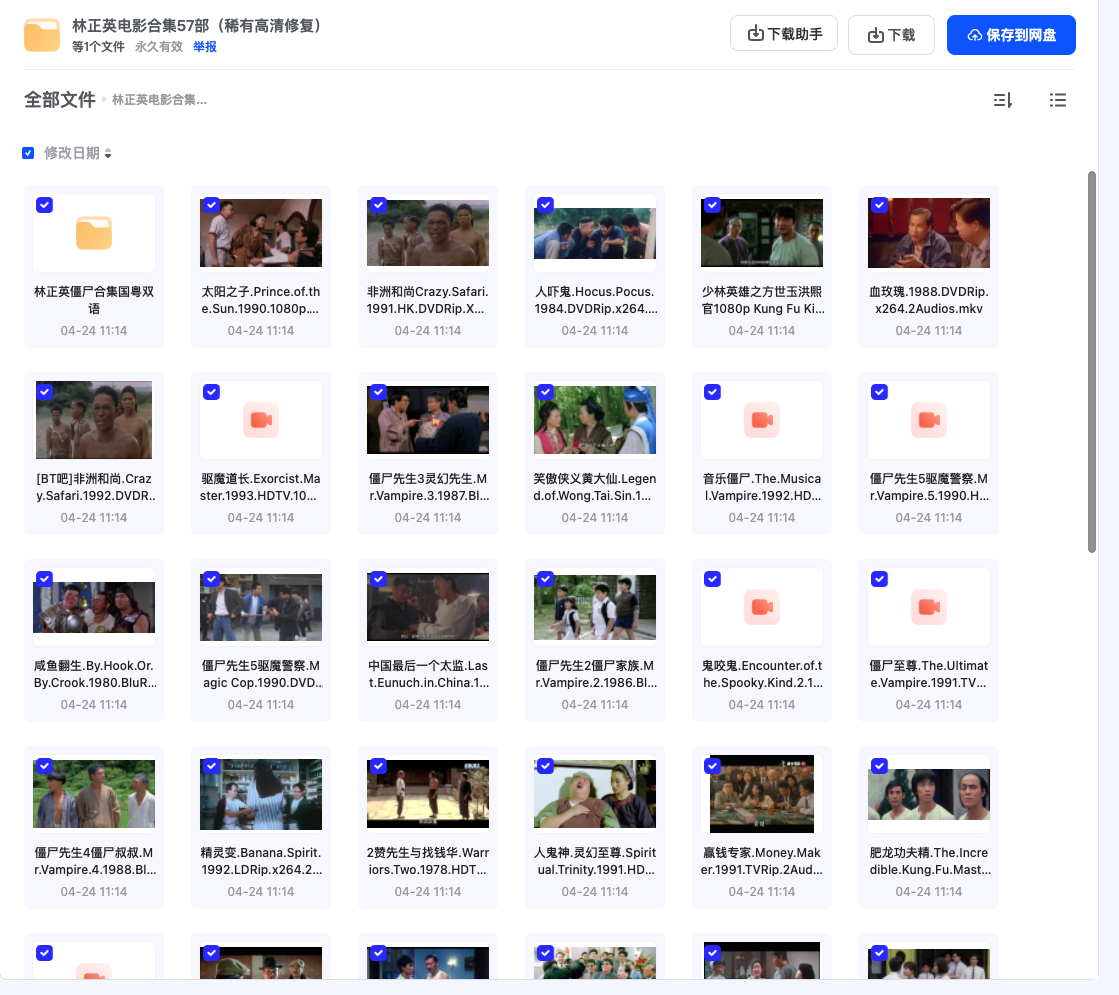 林正英电影合集57部（稀有高清修复）
等1个文件 永久有效 举报
下载助手
下载
保存到网盘
全部文件 林正英电影合集...
修改日期
林正英僵尸合集国粤双
语
04-24 11:14
太阳之子.Prince.of.th
e.Sun.1990.1080p....
04-24 11:14
非洲和尚Crazy.Safari.
1991.HK.DVDRip.X...
04-24 11:14
人吓鬼.Hocus.Pocus.
1984.DVDRip.x264....
04-24 11:14
少林英雄之方世玉洪熙
官1080p Kung Fu Ki...
04-24 11:14
血玫瑰.1988.DVDRip.
x264.2Audios.mkv
04-24 11:14
[BT吧]非洲和尚.Craz
y.Safari.1992.DVDR...
04-24 11:14
驱魔道长.Exorcist.Ma
ster.1993.HDTV.10...
04-24 11:14
僵尸先生3灵幻先生.M
r.Vampire.3.1987.Bl...
04-24 11:14
笑傲侠义黄大仙.Legen
d.of.Wong.Tai.Sin.1...
04-24 11:14
音乐僵尸.The.Musica
l.Vampire.1992.HD...
04-24 11:14
僵尸先生5驱魔警察.M
r.Vampire.5.1990.H...
04-24 11:14
咸鱼翻生.By.Hook.Or.
By.Crook.1980.BluR...
04-24 11:14
僵尸先生5驱魔警察.M
agic Cop.1990.DVD...
04-24 11:14
中国最后一个太监.Las
t.Eunuch.in.China.1...
04-24 11:14
僵尸先生2僵尸家族.M
r.Vampire.2.1986.Bl...
04-24 11:14
鬼咬鬼.Encounter.of.t
he.Spooky.Kind.2.1...
04-24 11:14
僵尸至尊.The.Ultimat
e.Vampire.1991.TV...
04-24 11:14
僵尸先生4僵尸叔叔.M
r.Vampire.4.1988.Bl...
04-24 11:14
精灵变.Banana.Spirit.
1992.LDRip.x264.2...
04-24 11:14
2赞先生与找钱华.Warr
iors.Two.1978.HDT...
04-24 11:14
人鬼神.灵幻至尊.Spirit
ual.Trinity.1991.HD...
04-24 11:14
赢钱专家.Money.Mak
er.1991.TVRip.2Aud...
04-24 11:14
肥龙功夫精.The.Incre
dible.Kung.Fu.Mast...
04-24 11:14